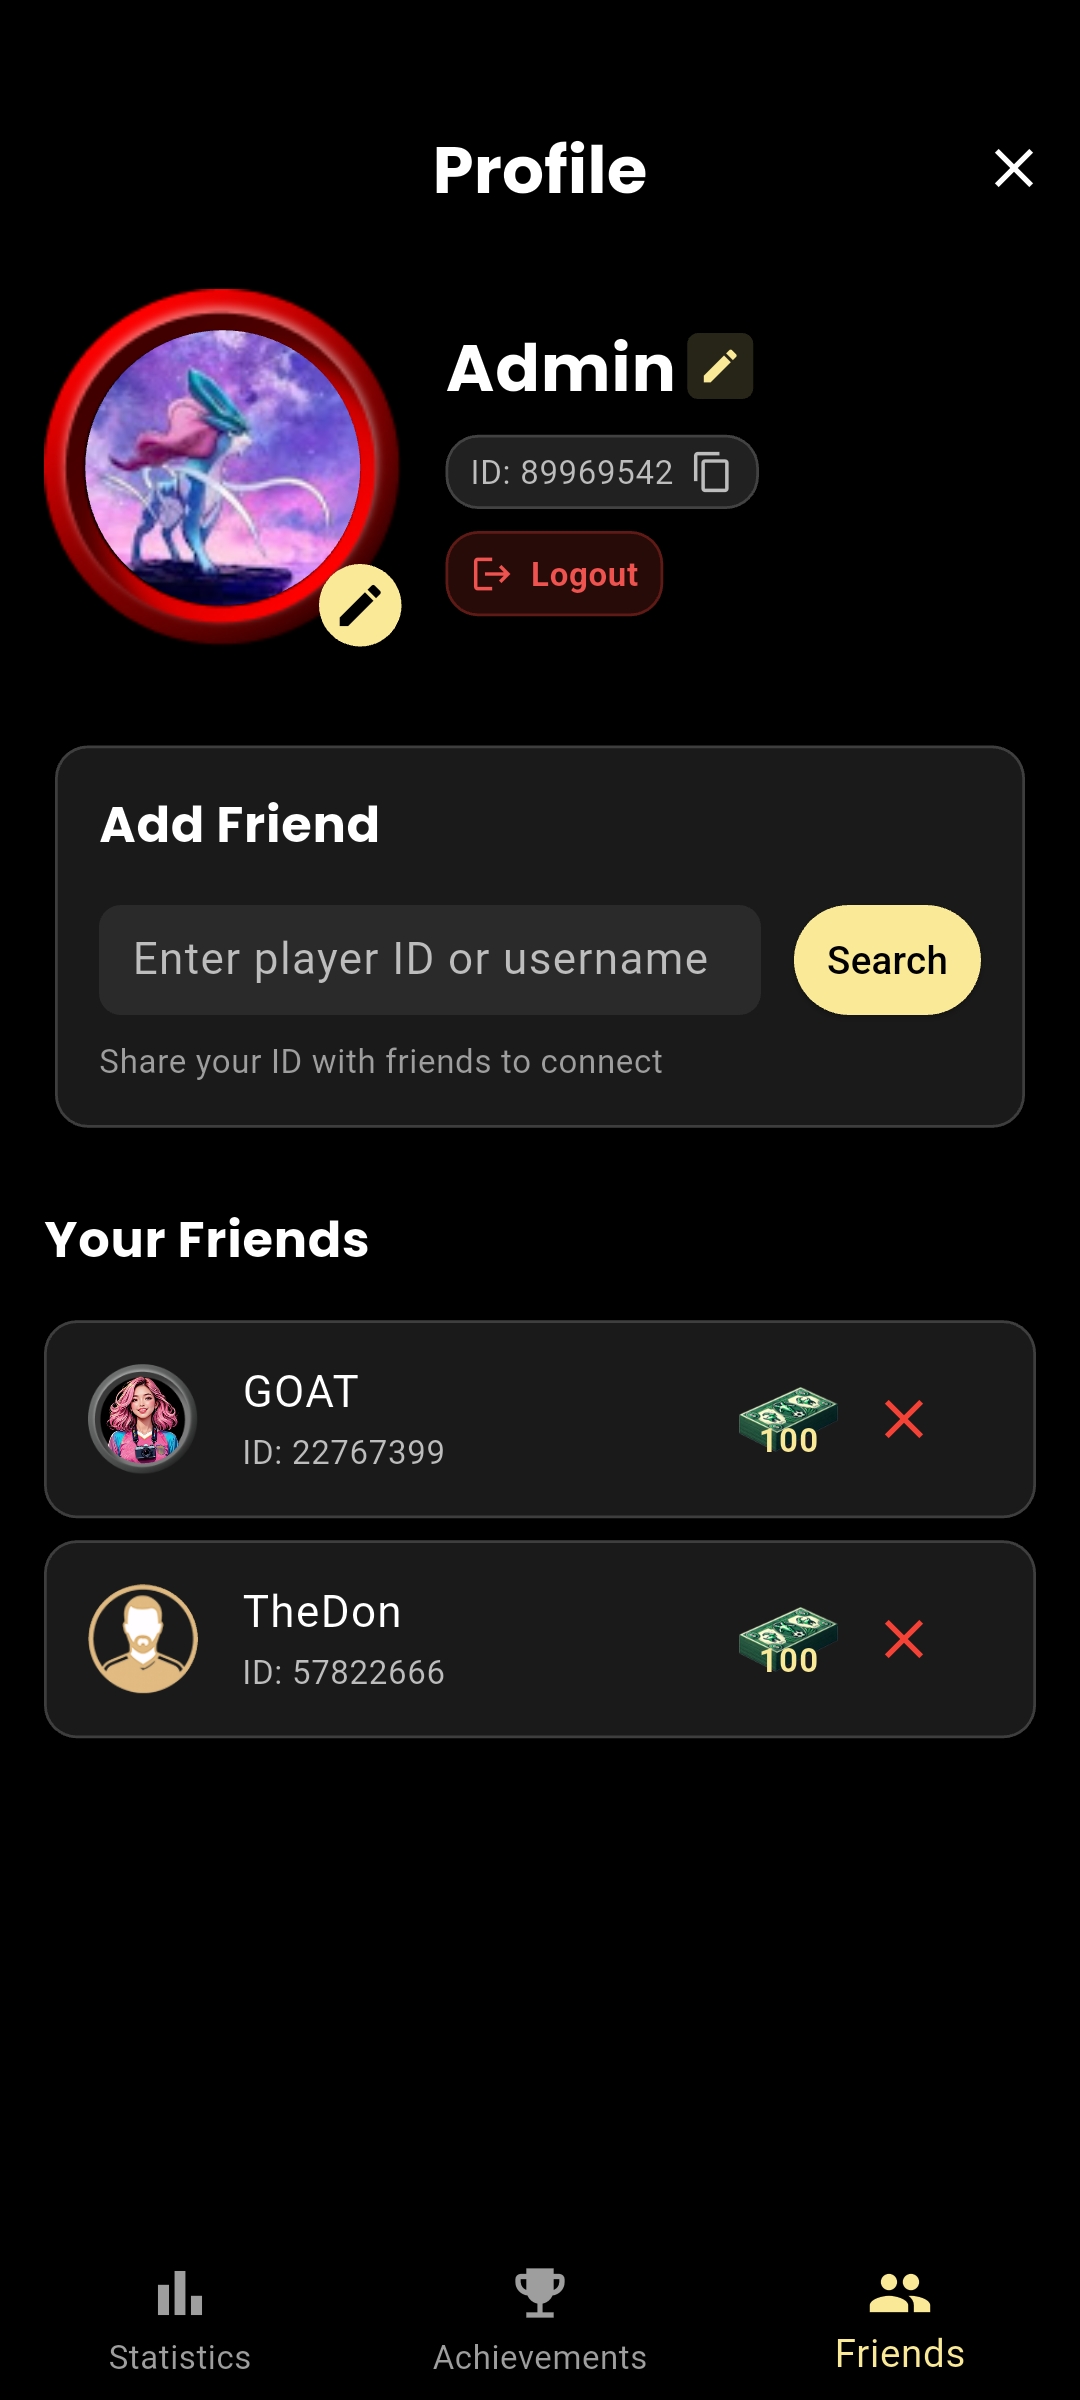 Profile
Admin
ID: 89969542
Logout
Add Friend
Enter player ID or username
Search
Share your ID with friends to connect
Your Friends
GOAT
ID: 22767399
100
TheDon
ID: 57822666
100
Statistics
Achievements
Friends